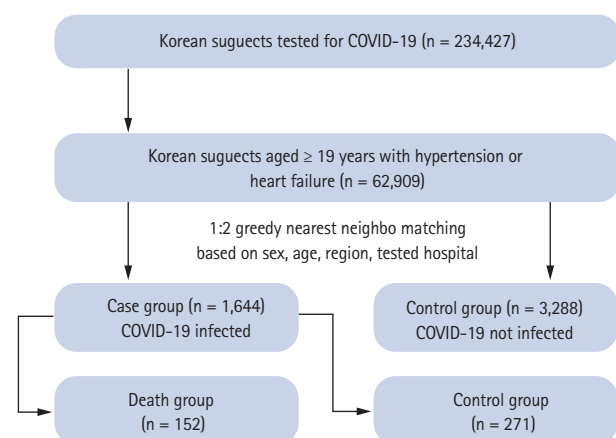 Korean suguects tested for COVID-19 (n = 234,427)
Korean suguects aged ≥ 19 years with hypertension or
heart failure (n = 62,909)
1:2 greedy nearest neighbo matching
based on sex, age, region, tested hospital
Case group (n = 1,644)
COVID-19 infected
Control group (n = 3,288)
COVID-19 not infected
Death group
(n = 152)
Control group
(n = 271)